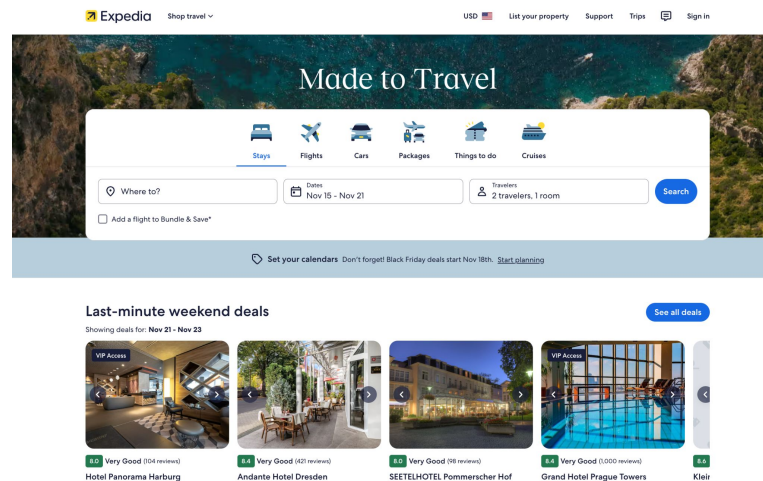 Expedia
Shop travel
USD
List your property
Support
Trips
Sign in
Made to Travel
Stays
Flights
Cars
Packages
Things to do
Cruises
Where to?
Dates
Nov 15 - Nov 21
Travelers
2 travelers, 1 room
Search
Add a flight to Bundle & Save*
Set your calendars Don't forget! Black Friday deals start Nov 18th. Start planning
Last-minute weekend deals
See all deals
Showing deals for: Nov 21 - Nov 23
VIP Access
VIP Access
8.0 Very Good (104 reviews)
Hotel Panorama Harburg
8.4 Very Good (421 reviews)
Andante Hotel Dresden
8.0 Very Good (98 reviews)
SEETELHOTEL Pommerscher Hof
8.4 Very Good (1,000 reviews)
Grand Hotel Prague Towers
8.6